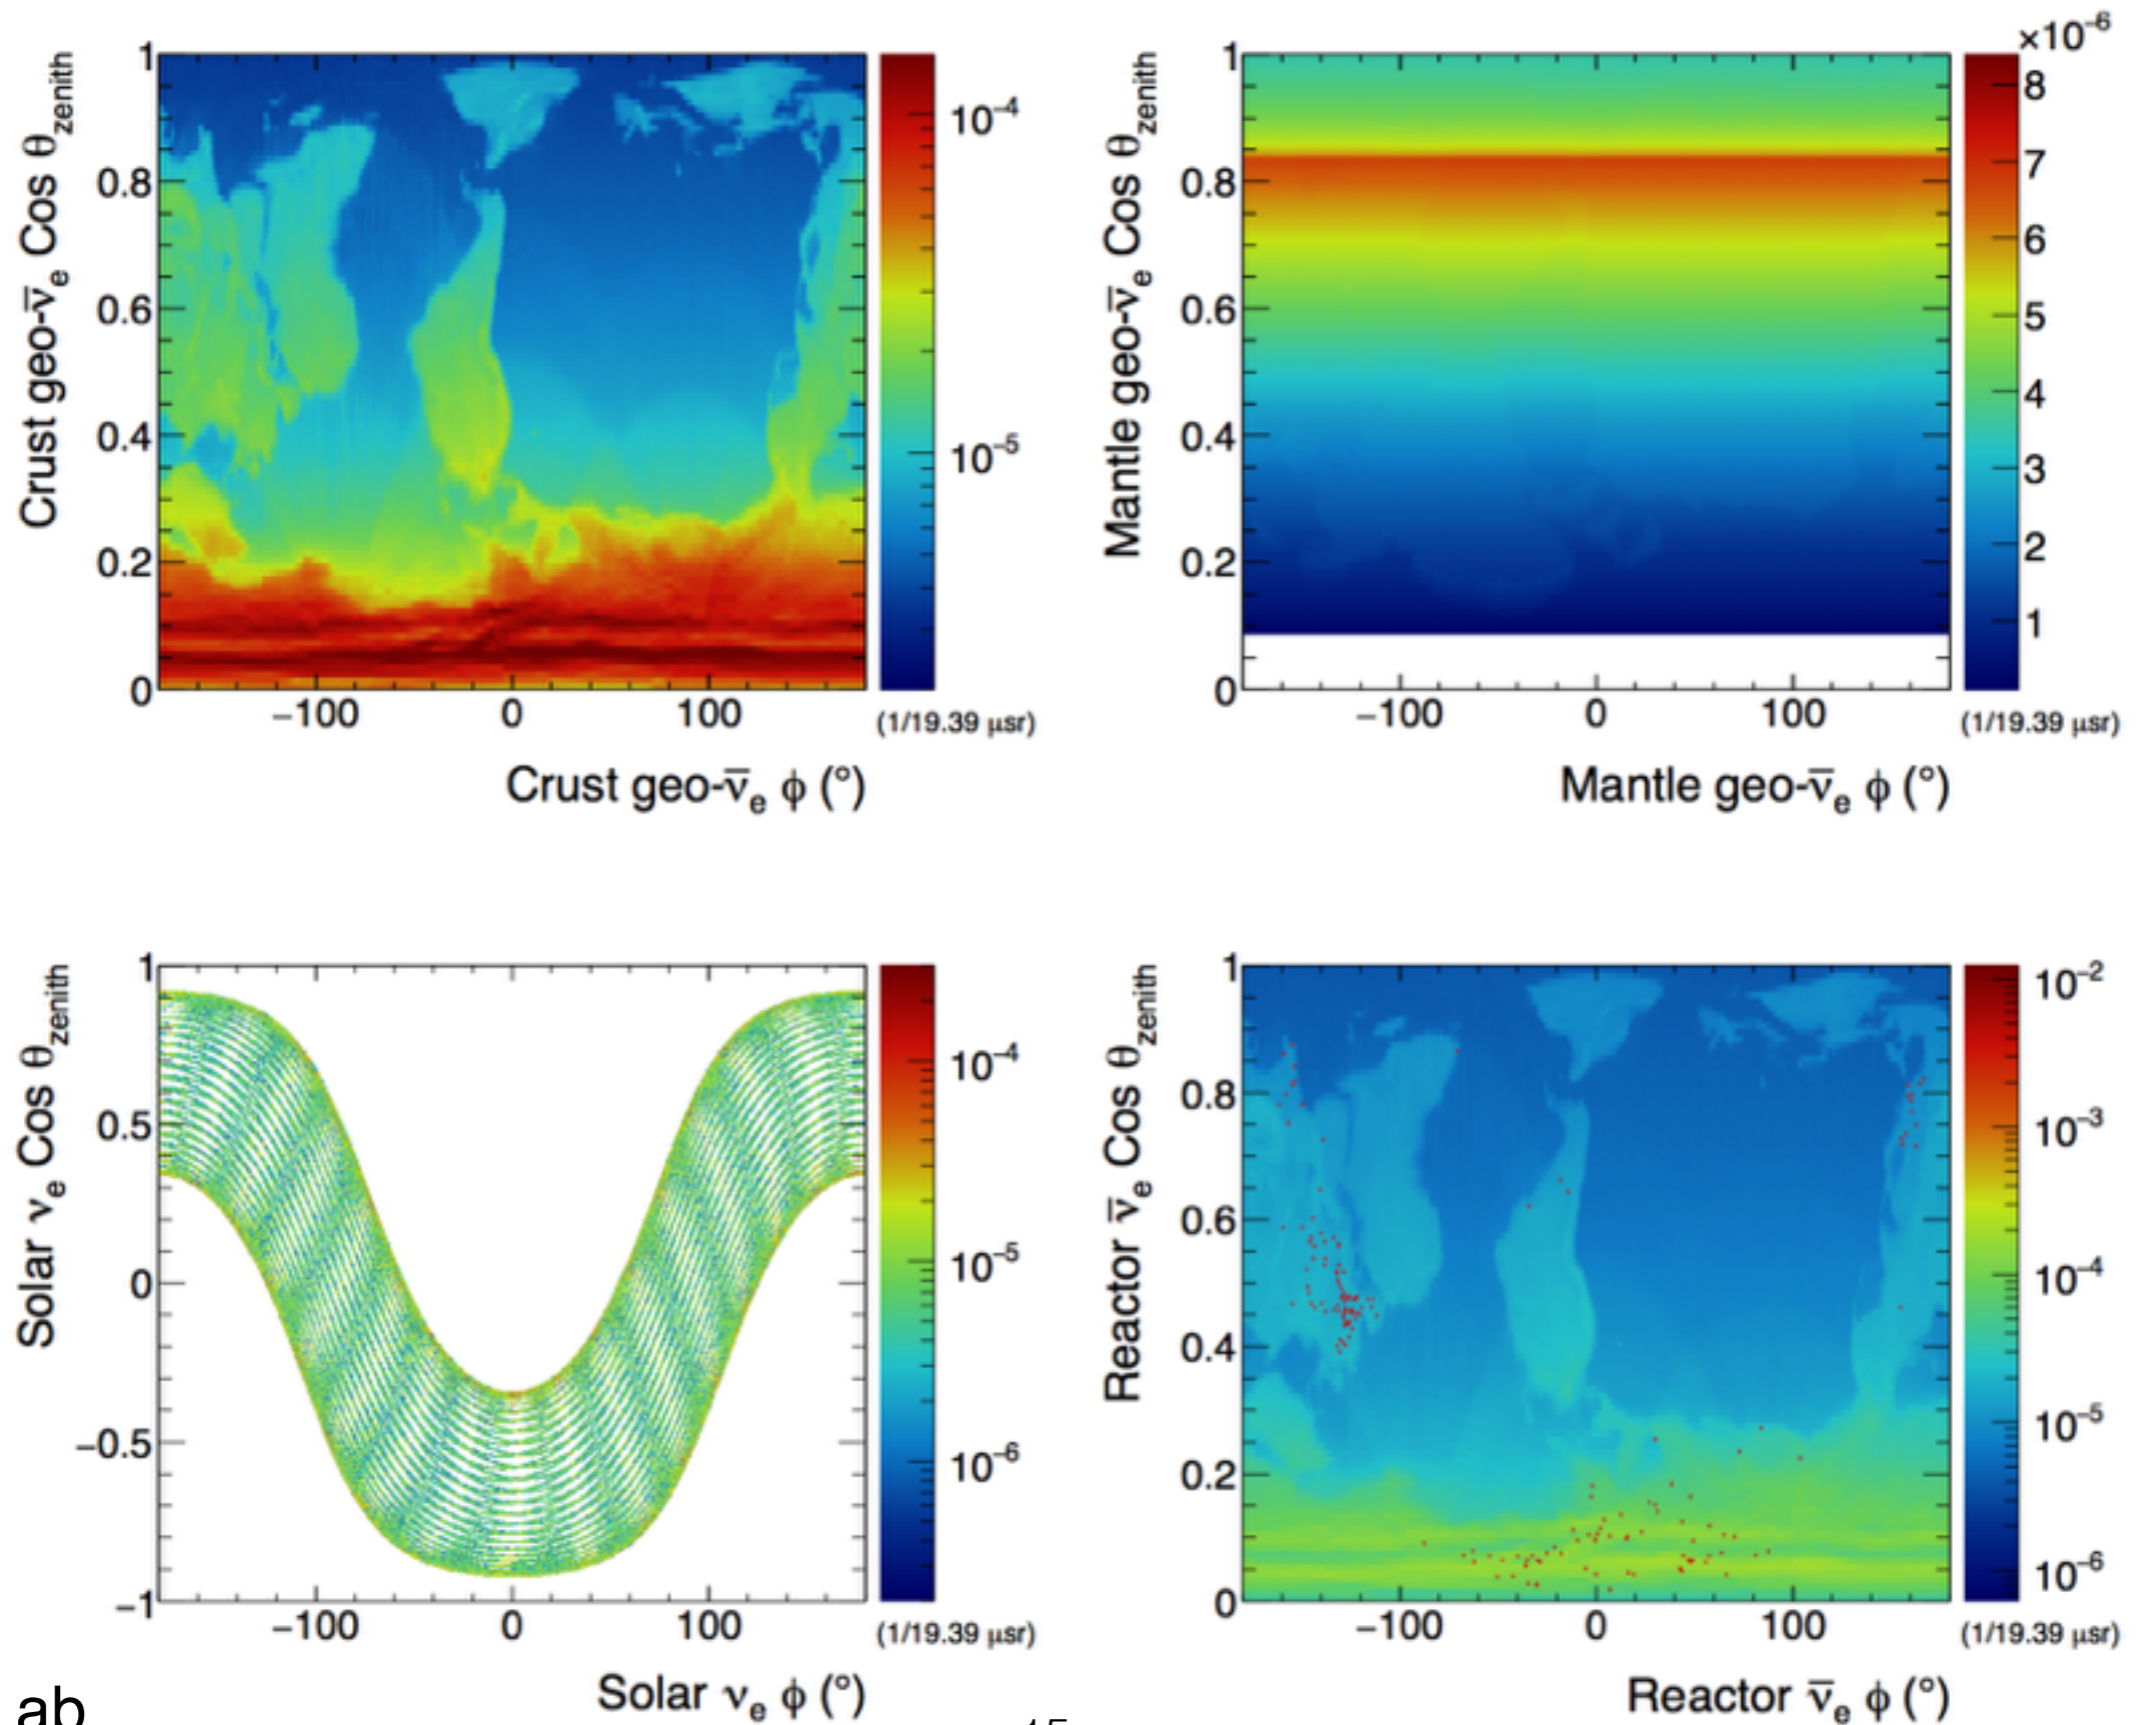 Crust geo-ν̅e Cos θzenith
1
0.8
0.6
0.4
0.2
0
−100 0 100
10⁻⁴
10⁻⁵
(1/19.39 μsr)
Crust geo-ν̅e ϕ (°)
Mantle geo-ν̅e Cos θzenith
1
0.8
0.6
0.4
0.2
0
−100 0 100
×10⁻⁶
8
7
6
5
4
3
2
1
(1/19.39 μsr)
Mantle geo-ν̅e ϕ (°)
Solar νe Cos θzenith
1
0.5
0
−0.5
−1
−100 0 100
10⁻⁴
10⁻⁵
10⁻⁶
(1/19.39 μsr)
Solar νe ϕ (°)
Reactor ν̅e Cos θzenith
1
0.8
0.6
0.4
0.2
0
−100 0 100
10⁻²
10⁻³
10⁻⁴
10⁻⁵
10⁻⁶
(1/19.39 μsr)
Reactor ν̅e ϕ (°)
ab